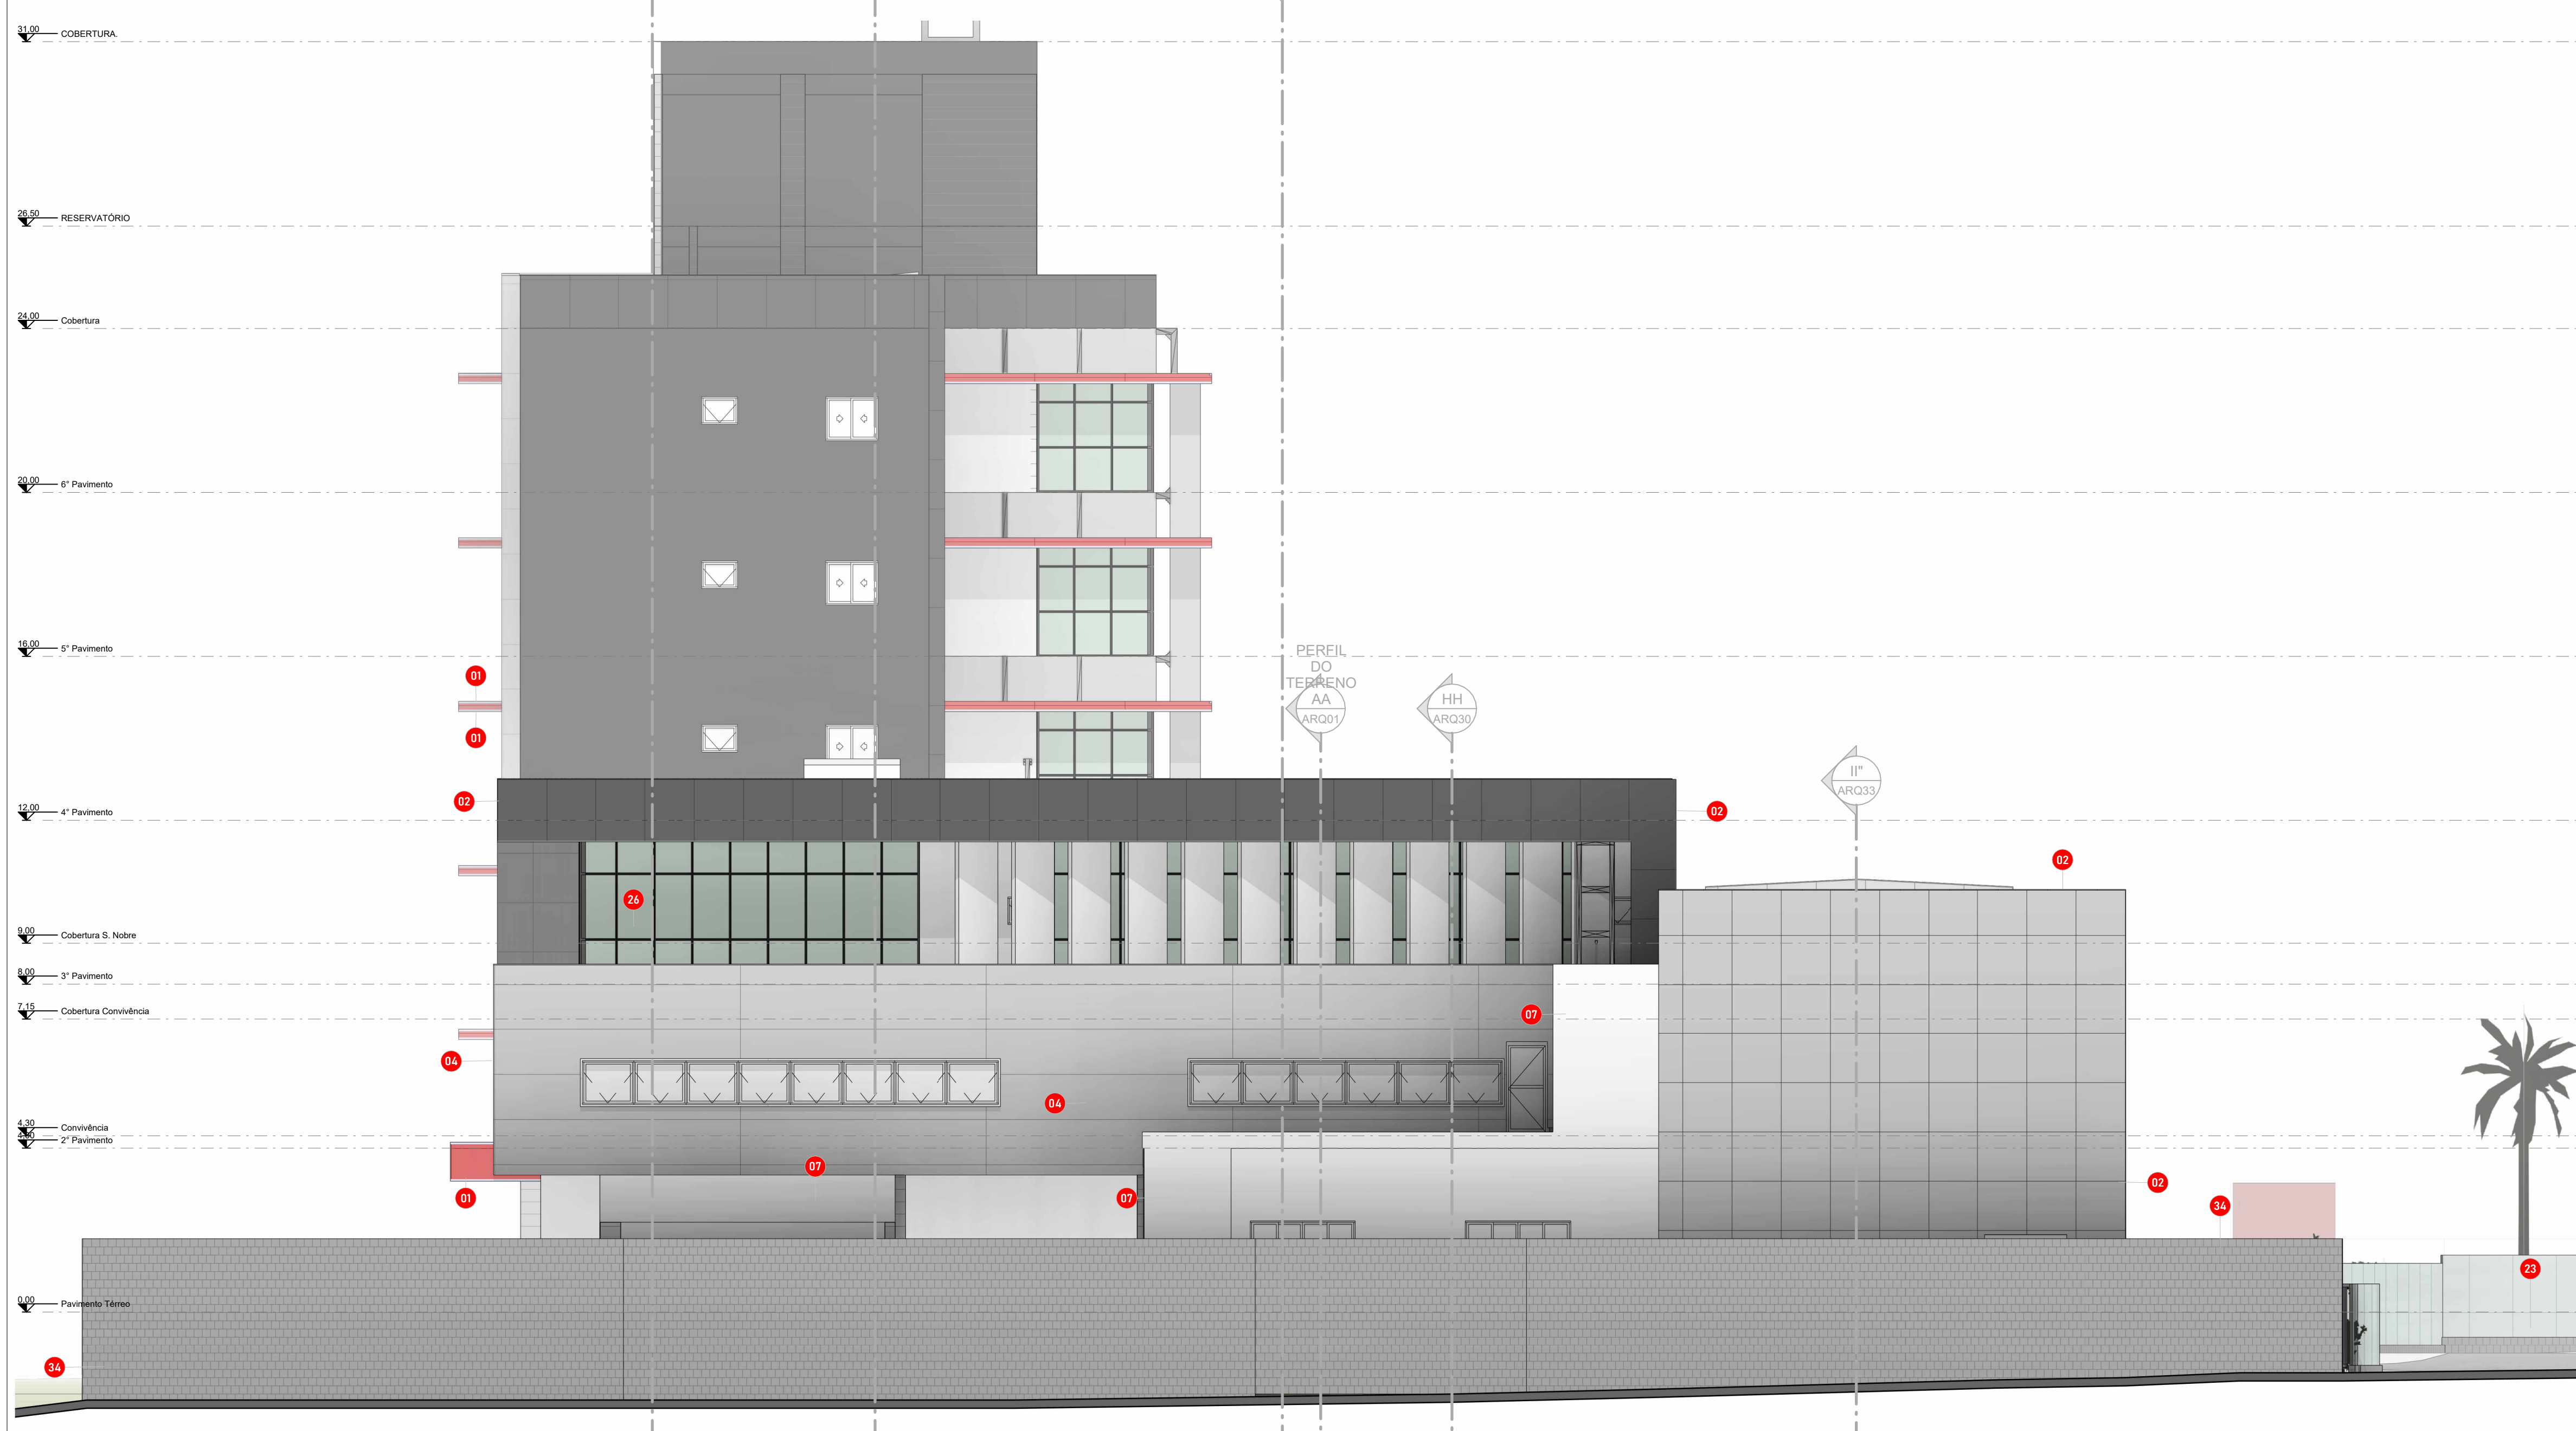 31,00
COBERTURA.
26,50
RESERVATÓRIO
24,00
Cobertura
20,00
6° Pavimento
16,00
5° Pavimento
PERFIL
DO
TERRENO
01
AA
ARQ01
HH
ARQ30
01
II"
ARQ33
02
12,00
4° Pavimento
02
02
26
9,00
Cobertura S. Nobre
8,00
3° Pavimento
7,15
Cobertura Convivência
07
04
04
4,30
Convivência
2° Pavimento
07
02
01
07
34
23
0,00
Pavimento Térreo
34